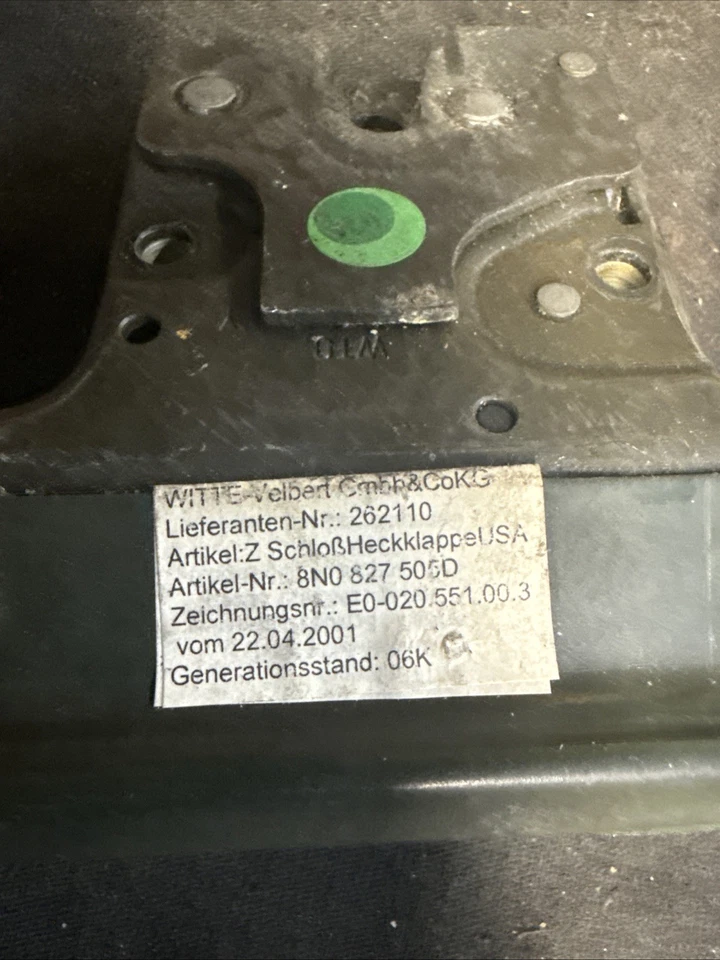 WITTE-Velbert GmbH&CoKG
Lieferanten-Nr.: 262110
Artikel:Z SchloßHeckklappeUSA
Artikel-Nr.: 8N0 827 505D
Zeichnungsnr.: E0-020.551.00.3
vom 22.04.2001
Generationsstand: 06K